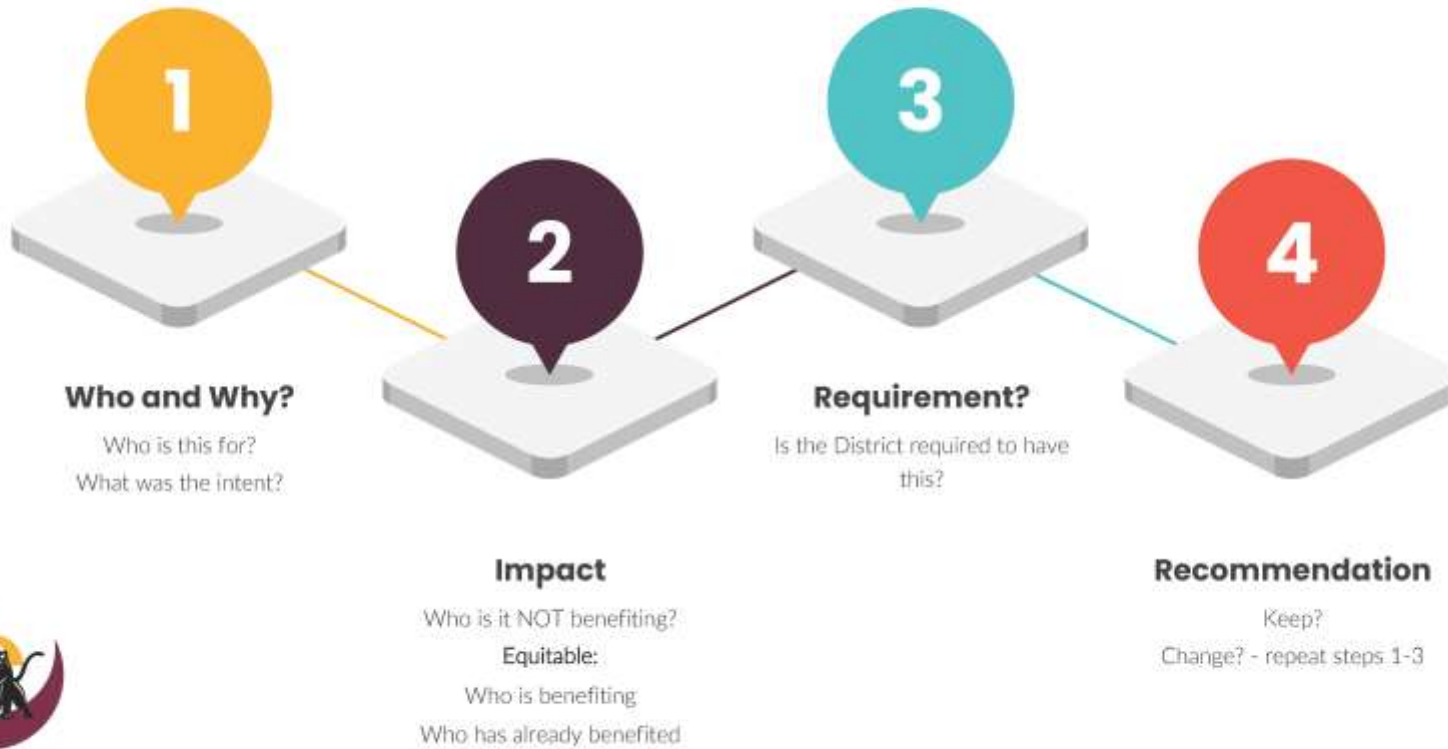 1
Who and Why?
Who is this for?
What was the intent?
2
Impact
Who is it NOT benefiting?
Equitable:
Who is benefiting
Who has already benefited
3
Requirement?
Is the District required to have
this?
4
Recommendation
Keep?
Change? - repeat steps 1-3